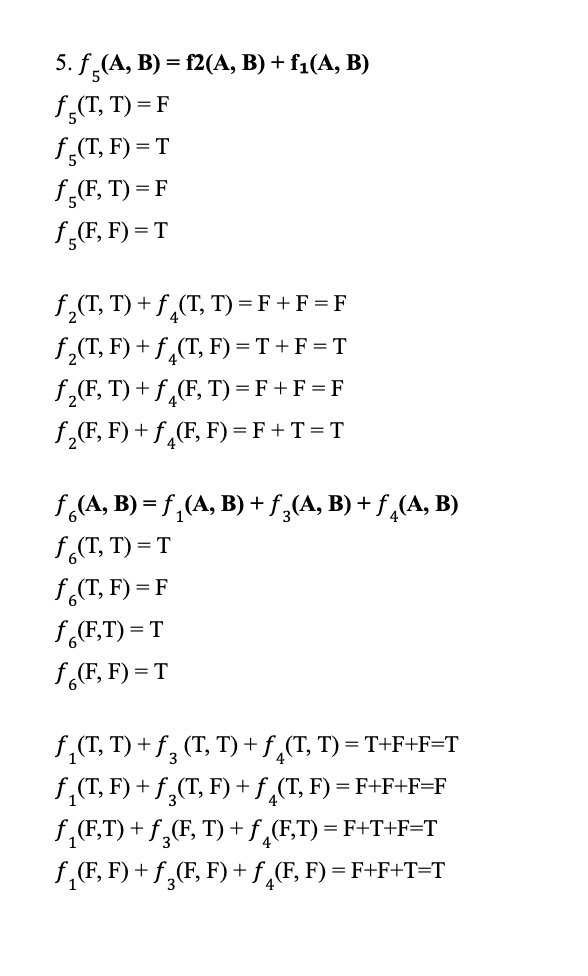 5. f₅(A, B) = f2(A, B) + f₁(A, B)
f₅(T, T) = F
f₅(T, F) = T
f₅(F, T) = F
f₅(F, F) = T
f₂(T, T) + f₄(T, T) = F + F = F
f₂(T, F) + f₄(T, F) = T + F = T
f₂(F, T) + f₄(F, T) = F + F = F
f₂(F, F) + f₄(F, F) = F + T = T
f₆(A, B) = f₁(A, B) + f₃(A, B) + f₄(A, B)
f₆(T, T) = T
f₆(T, F) = F
f₆(F,T) = T
f₆(F, F) = T
f₁(T, T) + f₃ (T, T) + f₄(T, T) = T+F+F=T
f₁(T, F) + f₃(T, F) + f₄(T, F) = F+F+F=F
f₁(F,T) + f₃(F, T) + f₄(F,T) = F+T+F=T
f₁(F, F) + f₃(F, F) + f₄(F, F) = F+F+T=T